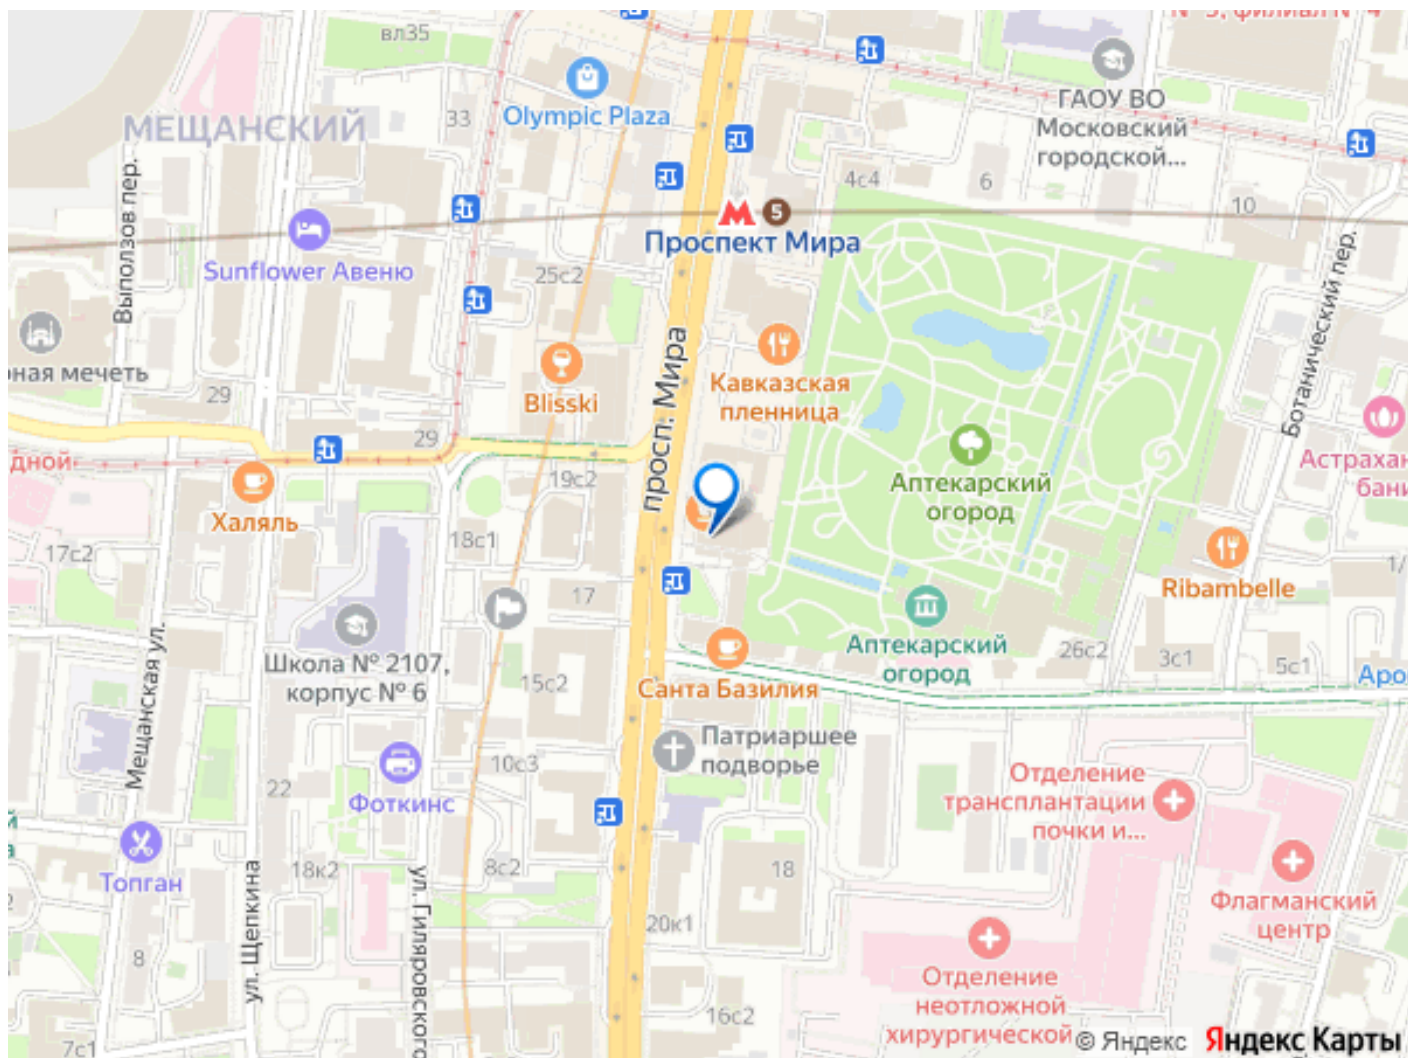 вл35
33
Olympic Plaza
МЕЩАНСКИЙ
ГАОУ ВО
Московский
городской...
4с4
6
10
5
Проспект Мира
Выползов пер.
Sunflower Авеню
25с2
Ботанический пер.
ная мечеть
29
Blisski
просп. Мира
Кавказская
пленница
29
дной
Халяль
19с2
Аптекарский
огород
Астрахан
бани
17с2
18с1
17
Ribambelle
1/
Мещанская ул.
Школа № 2107,
корпус № 6
15с2
Санта Базилия
Аптекарский
огород
26с2
3с1
5с1
Аро
Патриаршее
подворье
10с3
Фоткинс
22
Отделение
трансплантации
почки и...
й
а
Топган
18к2
8с2
18
ул. Щепкина
ул. Гиляровского
20к1
Флагманский
центр
8
Отделение
неотложной
хирургической
16с2
7с1
© Яндекс Яндекс Карты